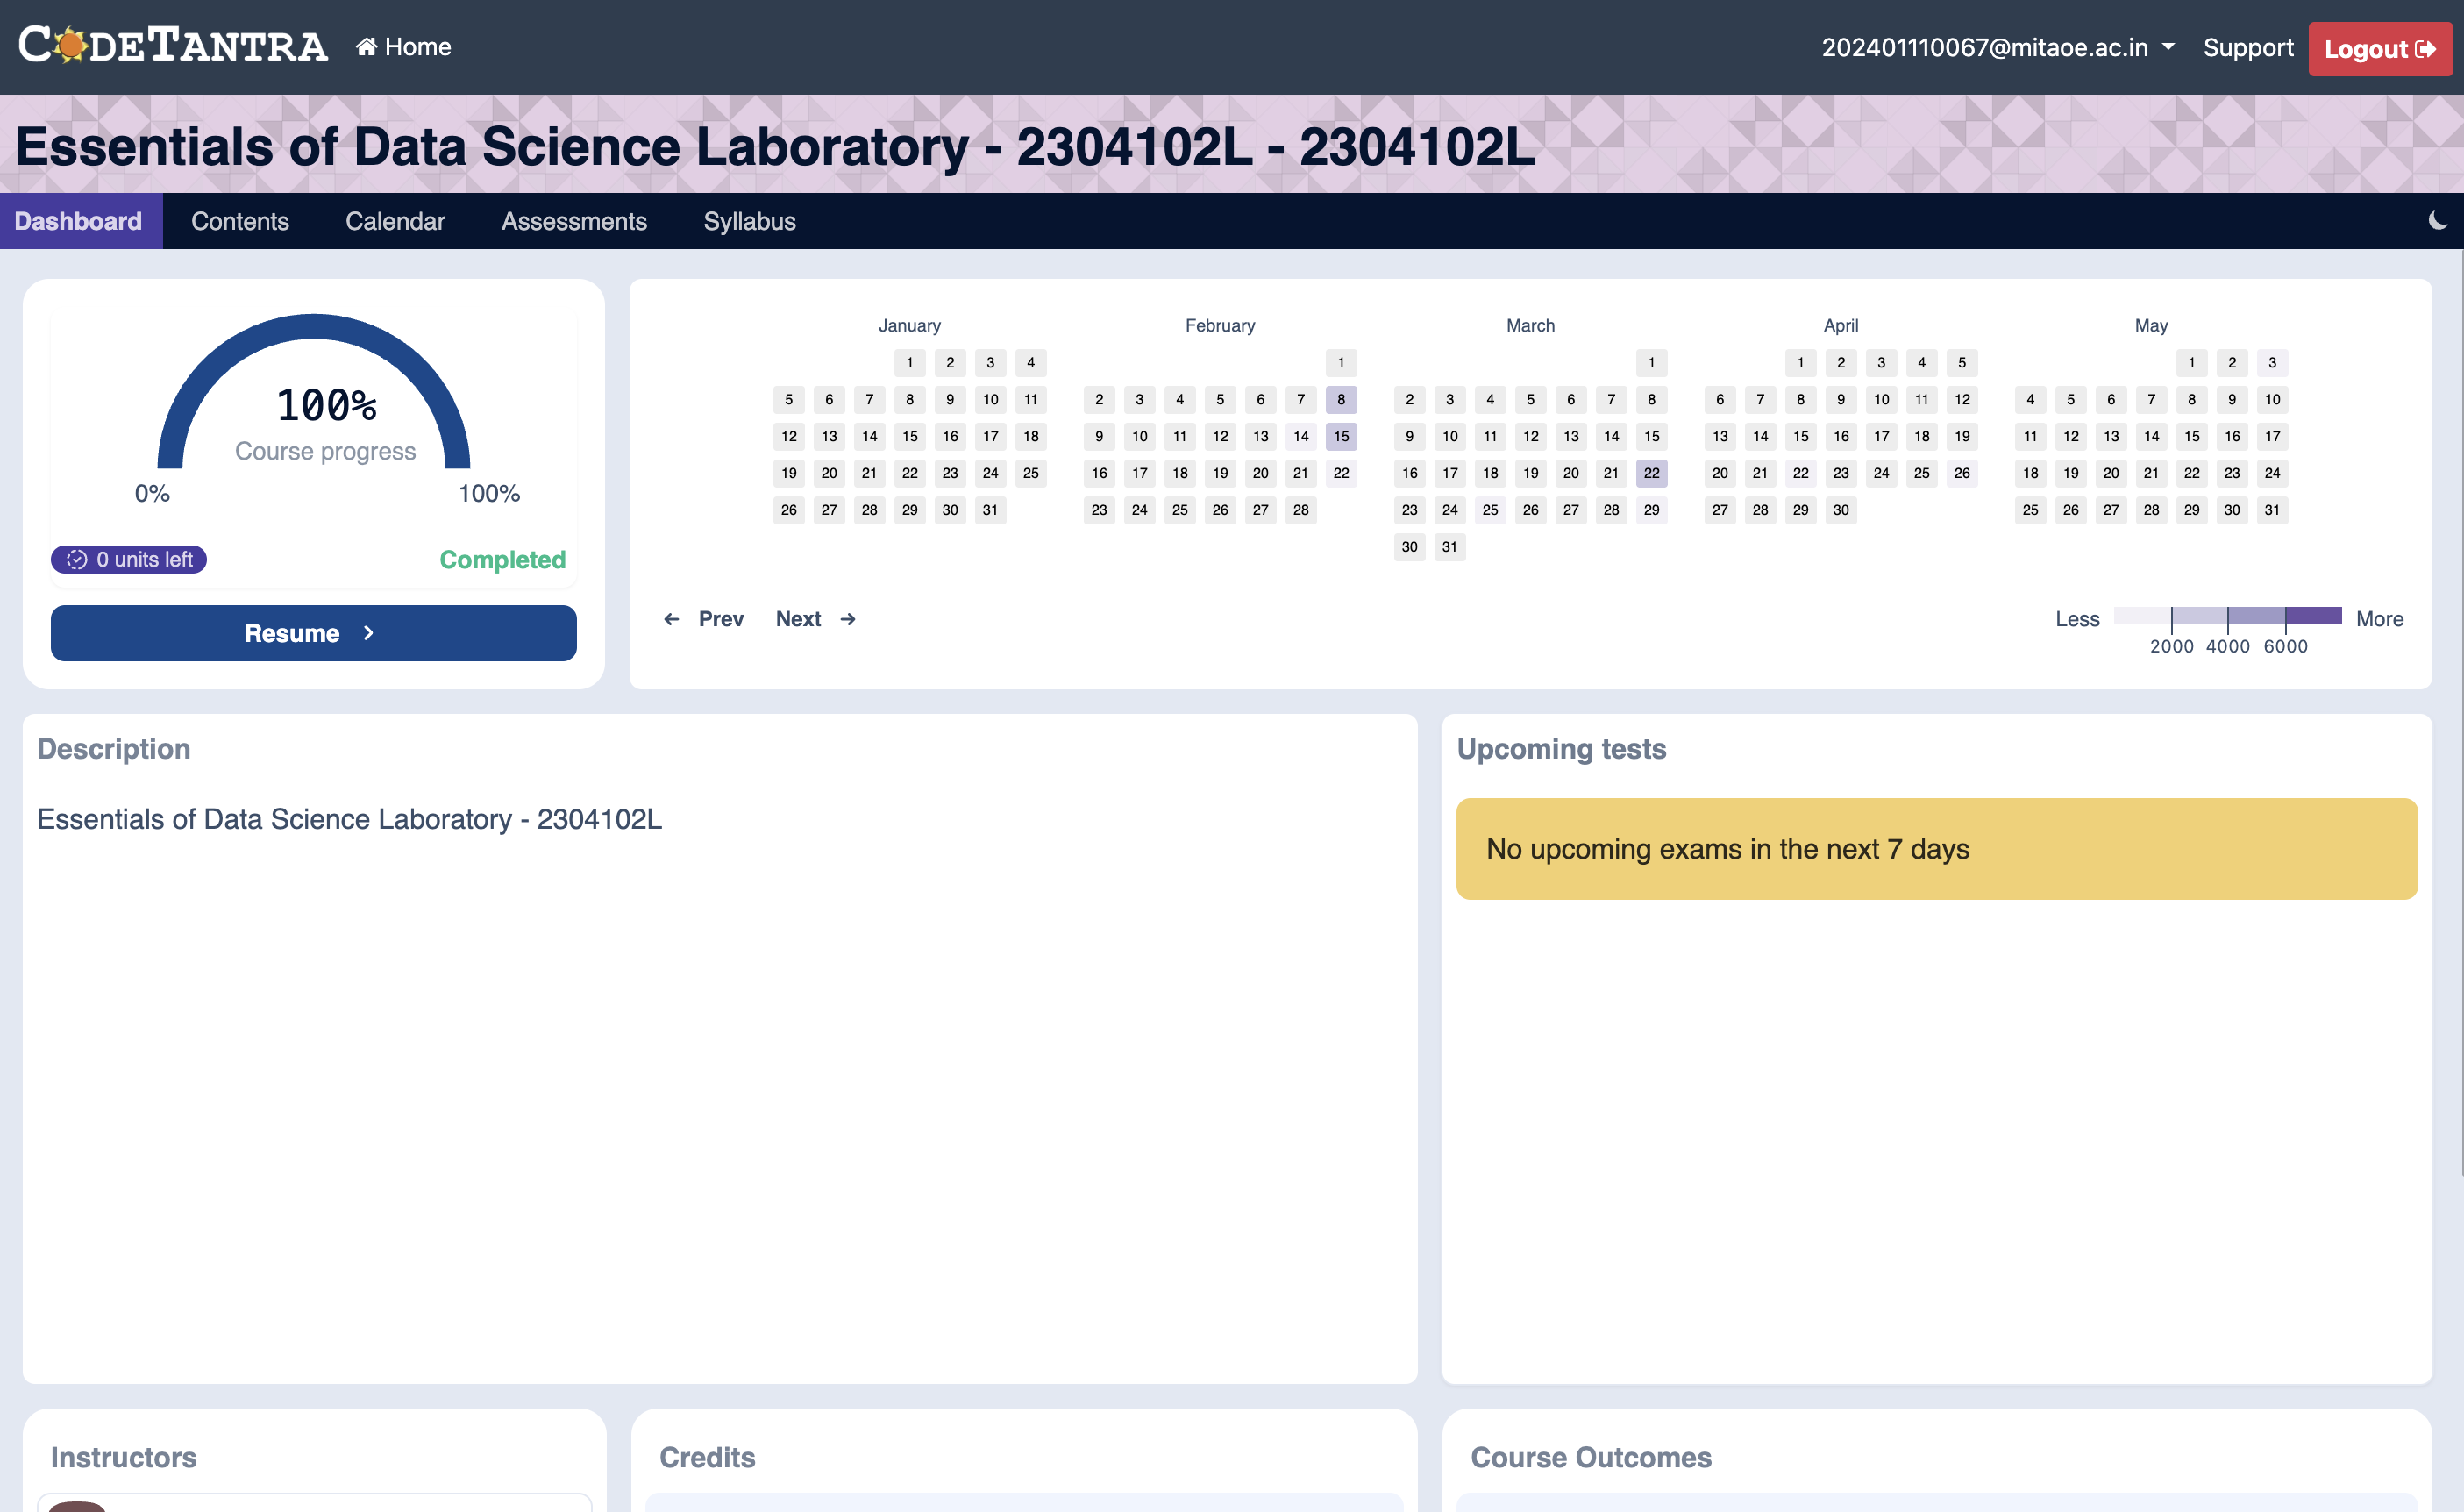 CODETANTRA Home 202401110067@mitaoe.ac.in Support Logout
Essentials of Data Science Laboratory - 2304102L - 2304102L
Dashboard Contents Calendar Assessments Syllabus
100%
Course progress
0% 100%
0 units left Completed
Resume
January
1 2 3 4
5 6 7 8 9 10 11
12 13 14 15 16 17 18
19 20 21 22 23 24 25
26 27 28 29 30 31
February
1
2 3 4 5 6 7 8
9 10 11 12 13 14 15
16 17 18 19 20 21 22
23 24 25 26 27 28
March
1
2 3 4 5 6 7 8
9 10 11 12 13 14 15
16 17 18 19 20 21 22
23 24 25 26 27 28 29
30 31
April
1 2 3 4 5
6 7 8 9 10 11 12
13 14 15 16 17 18 19
20 21 22 23 24 25 26
27 28 29 30
May
1 2 3
4 5 6 7 8 9 10
11 12 13 14 15 16 17
18 19 20 21 22 23 24
25 26 27 28 29 30 31
Prev Next
Less More
2000 4000 6000
Description
Essentials of Data Science Laboratory - 2304102L
Upcoming tests
No upcoming exams in the next 7 days
Instructors
Credits
Course Outcomes